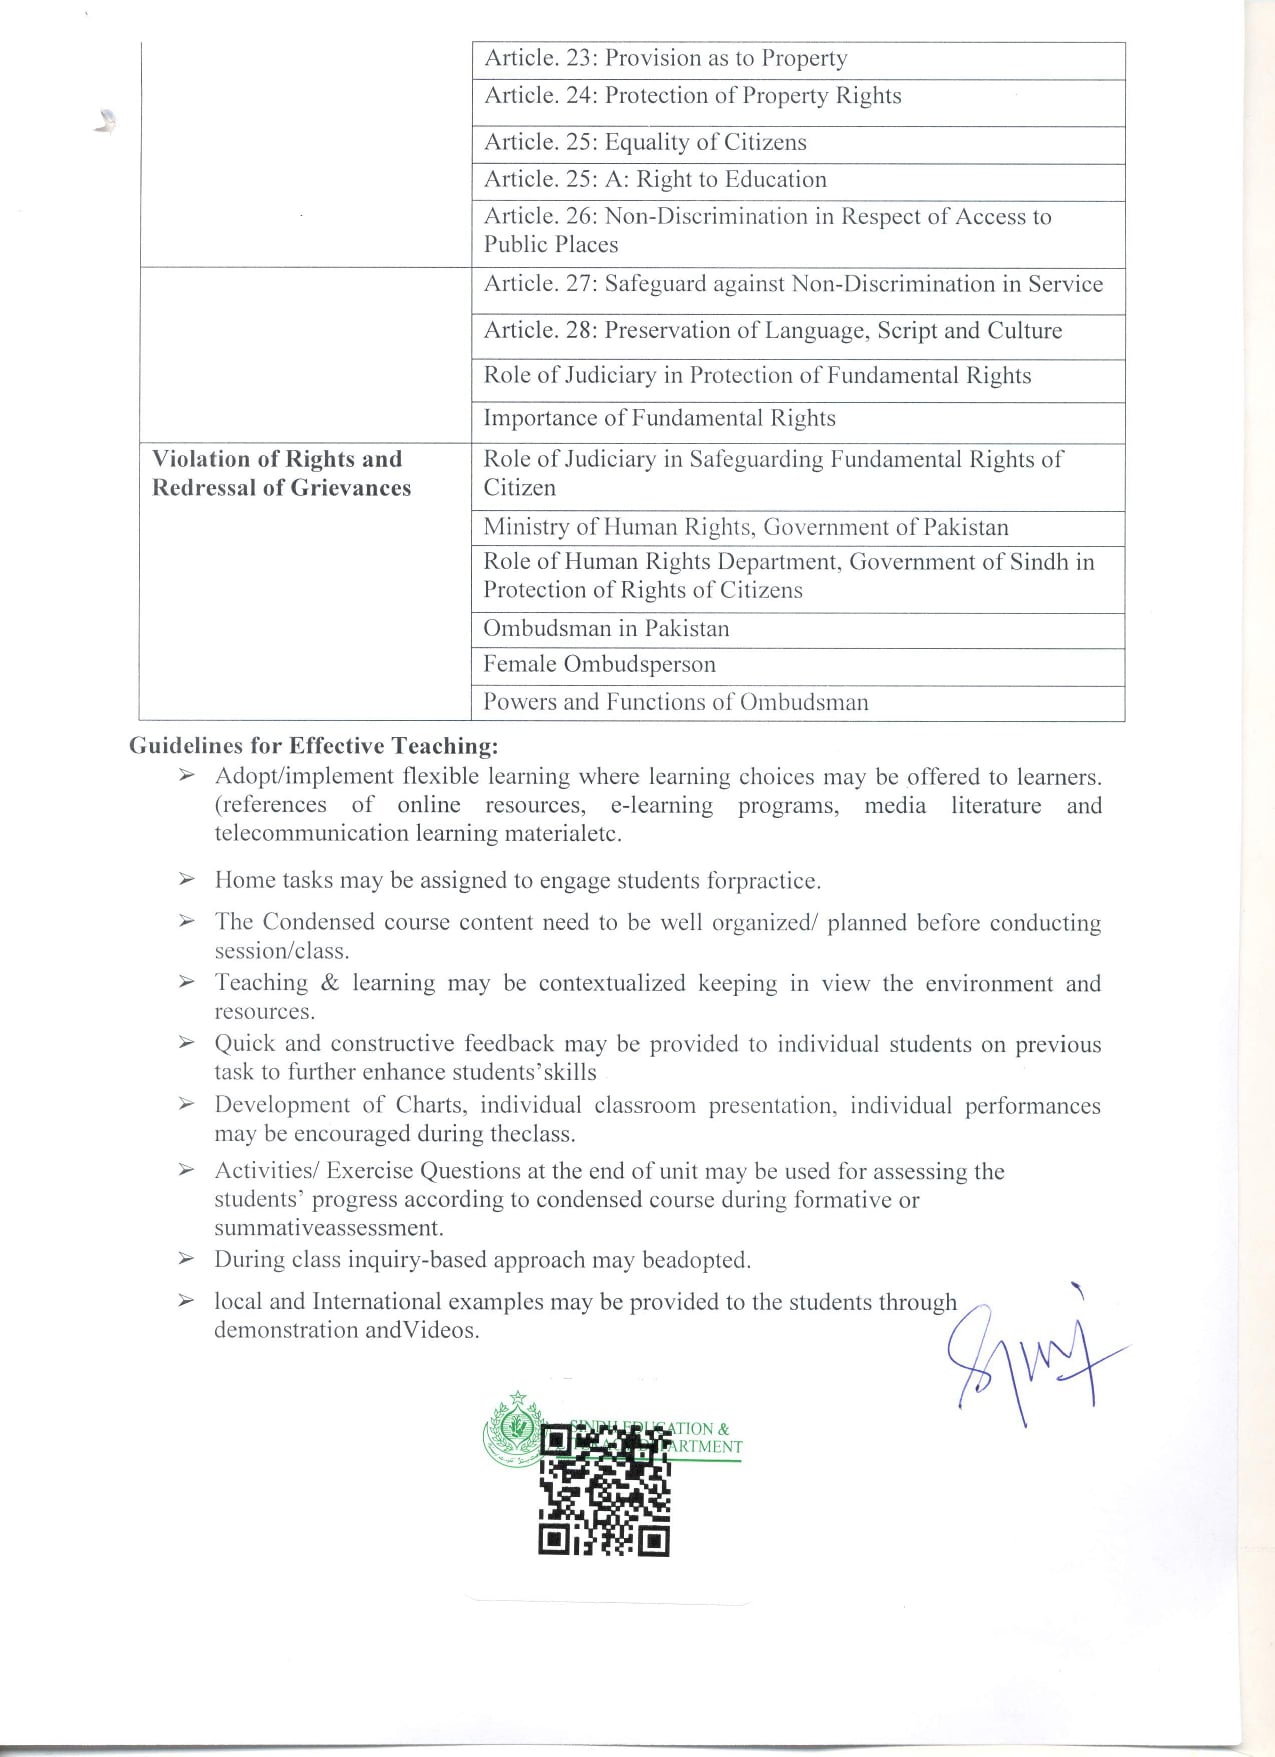 Article. 23: Provision as to Property
Article. 24: Protection of Property Rights
Article. 25: Equality of Citizens
Article. 25: A: Right to Education
Article. 26: Non-Discrimination in Respect of Access to
Public Places
Article. 27: Safeguard against Non-Discrimination in Service
Article. 28: Preservation of Language, Script and Culture
Role of Judiciary in Protection of Fundamental Rights
Importance of Fundamental Rights
Violation of Rights and
Redressal of Grievances
Role of Judiciary in Safeguarding Fundamental Rights of
Citizen
Ministry of Human Rights, Government of Pakistan
Role of Human Rights Department, Government of Sindh in
Protection of Rights of Citizens
Ombudsman in Pakistan
Female Ombudsperson
Powers and Functions of Ombudsman
Guidelines for Effective Teaching:
➢ Adopt/implement flexible learning where learning choices may be offered to learners.
(references of online resources, e-learning programs, media literature and
telecommunication learning materialetc.
➢ Home tasks may be assigned to engage students forpractice.
➢ The Condensed course content need to be well organized/ planned before conducting
session/class.
➢ Teaching & learning may be contextualized keeping in view the environment and
resources.
➢ Quick and constructive feedback may be provided to individual students on previous
task to further enhance students’skills
➢ Development of Charts, individual classroom presentation, individual performances
may be encouraged during theclass.
➢ Activities/ Exercise Questions at the end of unit may be used for assessing the
students’ progress according to condensed course during formative or
summativeassessment.
➢ During class inquiry-based approach may beadopted.
➢ local and International examples may be provided to the students through
demonstration andVideos.
SINDH EDUCATION &